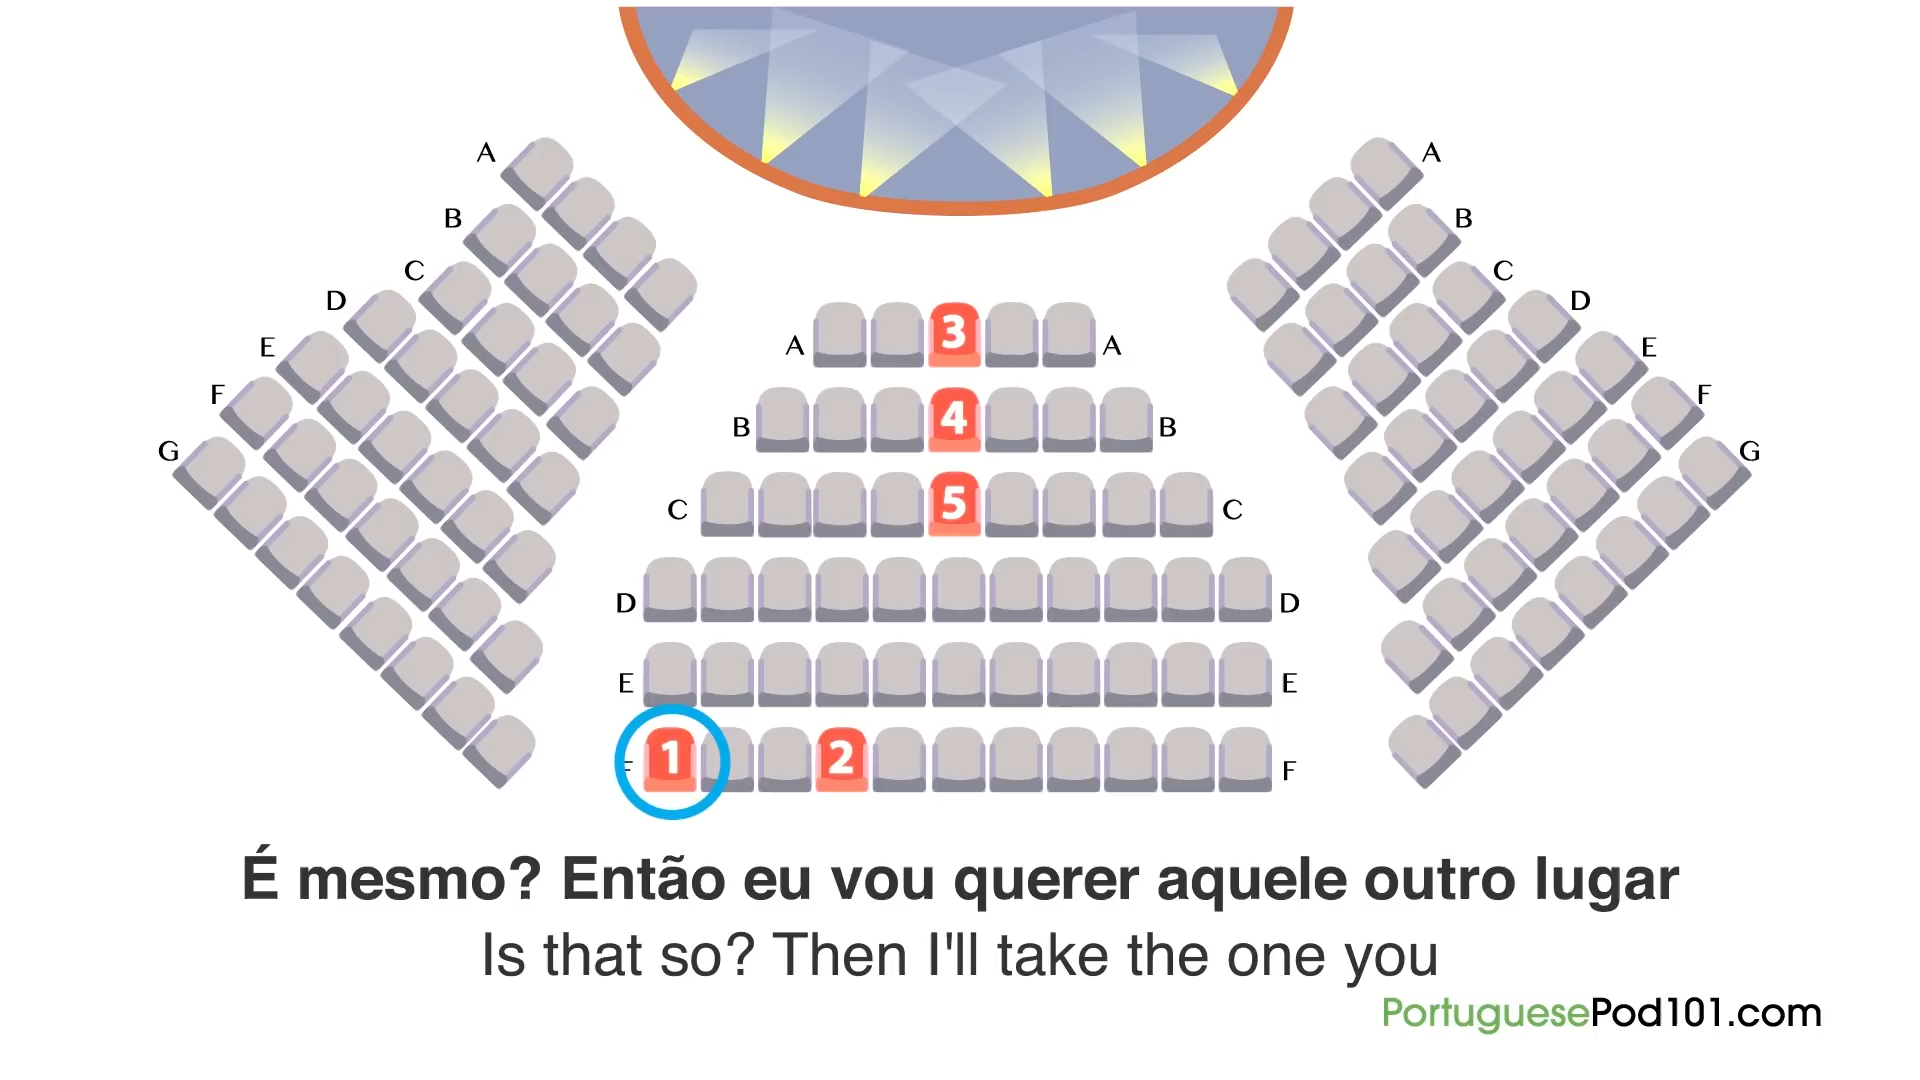 A
A
B
B
C
C
D
D
E
E
F
F
G
G
A 3 A
B 4 B
C 5 C
D D
E E
F 1 2 F
É mesmo? Então eu vou querer aquele outro lugar
Is that so? Then I'll take the one you
PortuguesePod101.com